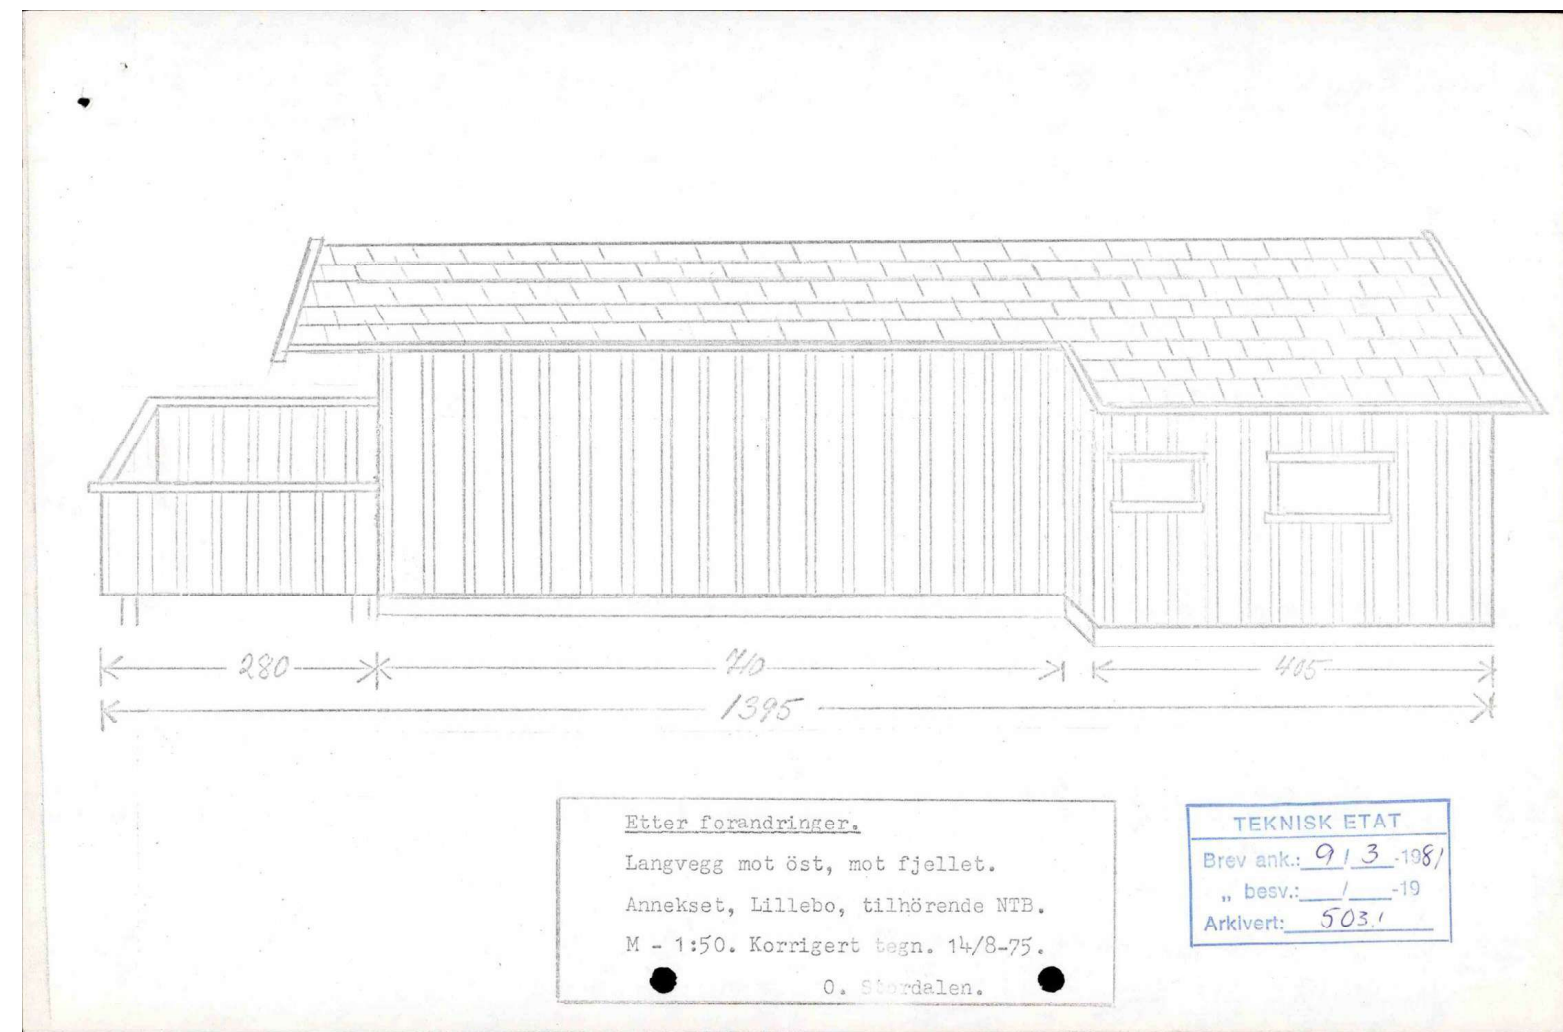 280 710 405
1395
Etter forandringer.
Langvegg mot öst, mot fjellet.
Annekset, Lillebo, tilhörende NTB.
M - 1:50. Korrigert tegn. 14/8-75.
O. Stordalen.
TEKNISK ETAT
Brev ank.: 9 / 3 -1981
„ besv.: / -19
Arkivert: 503.1